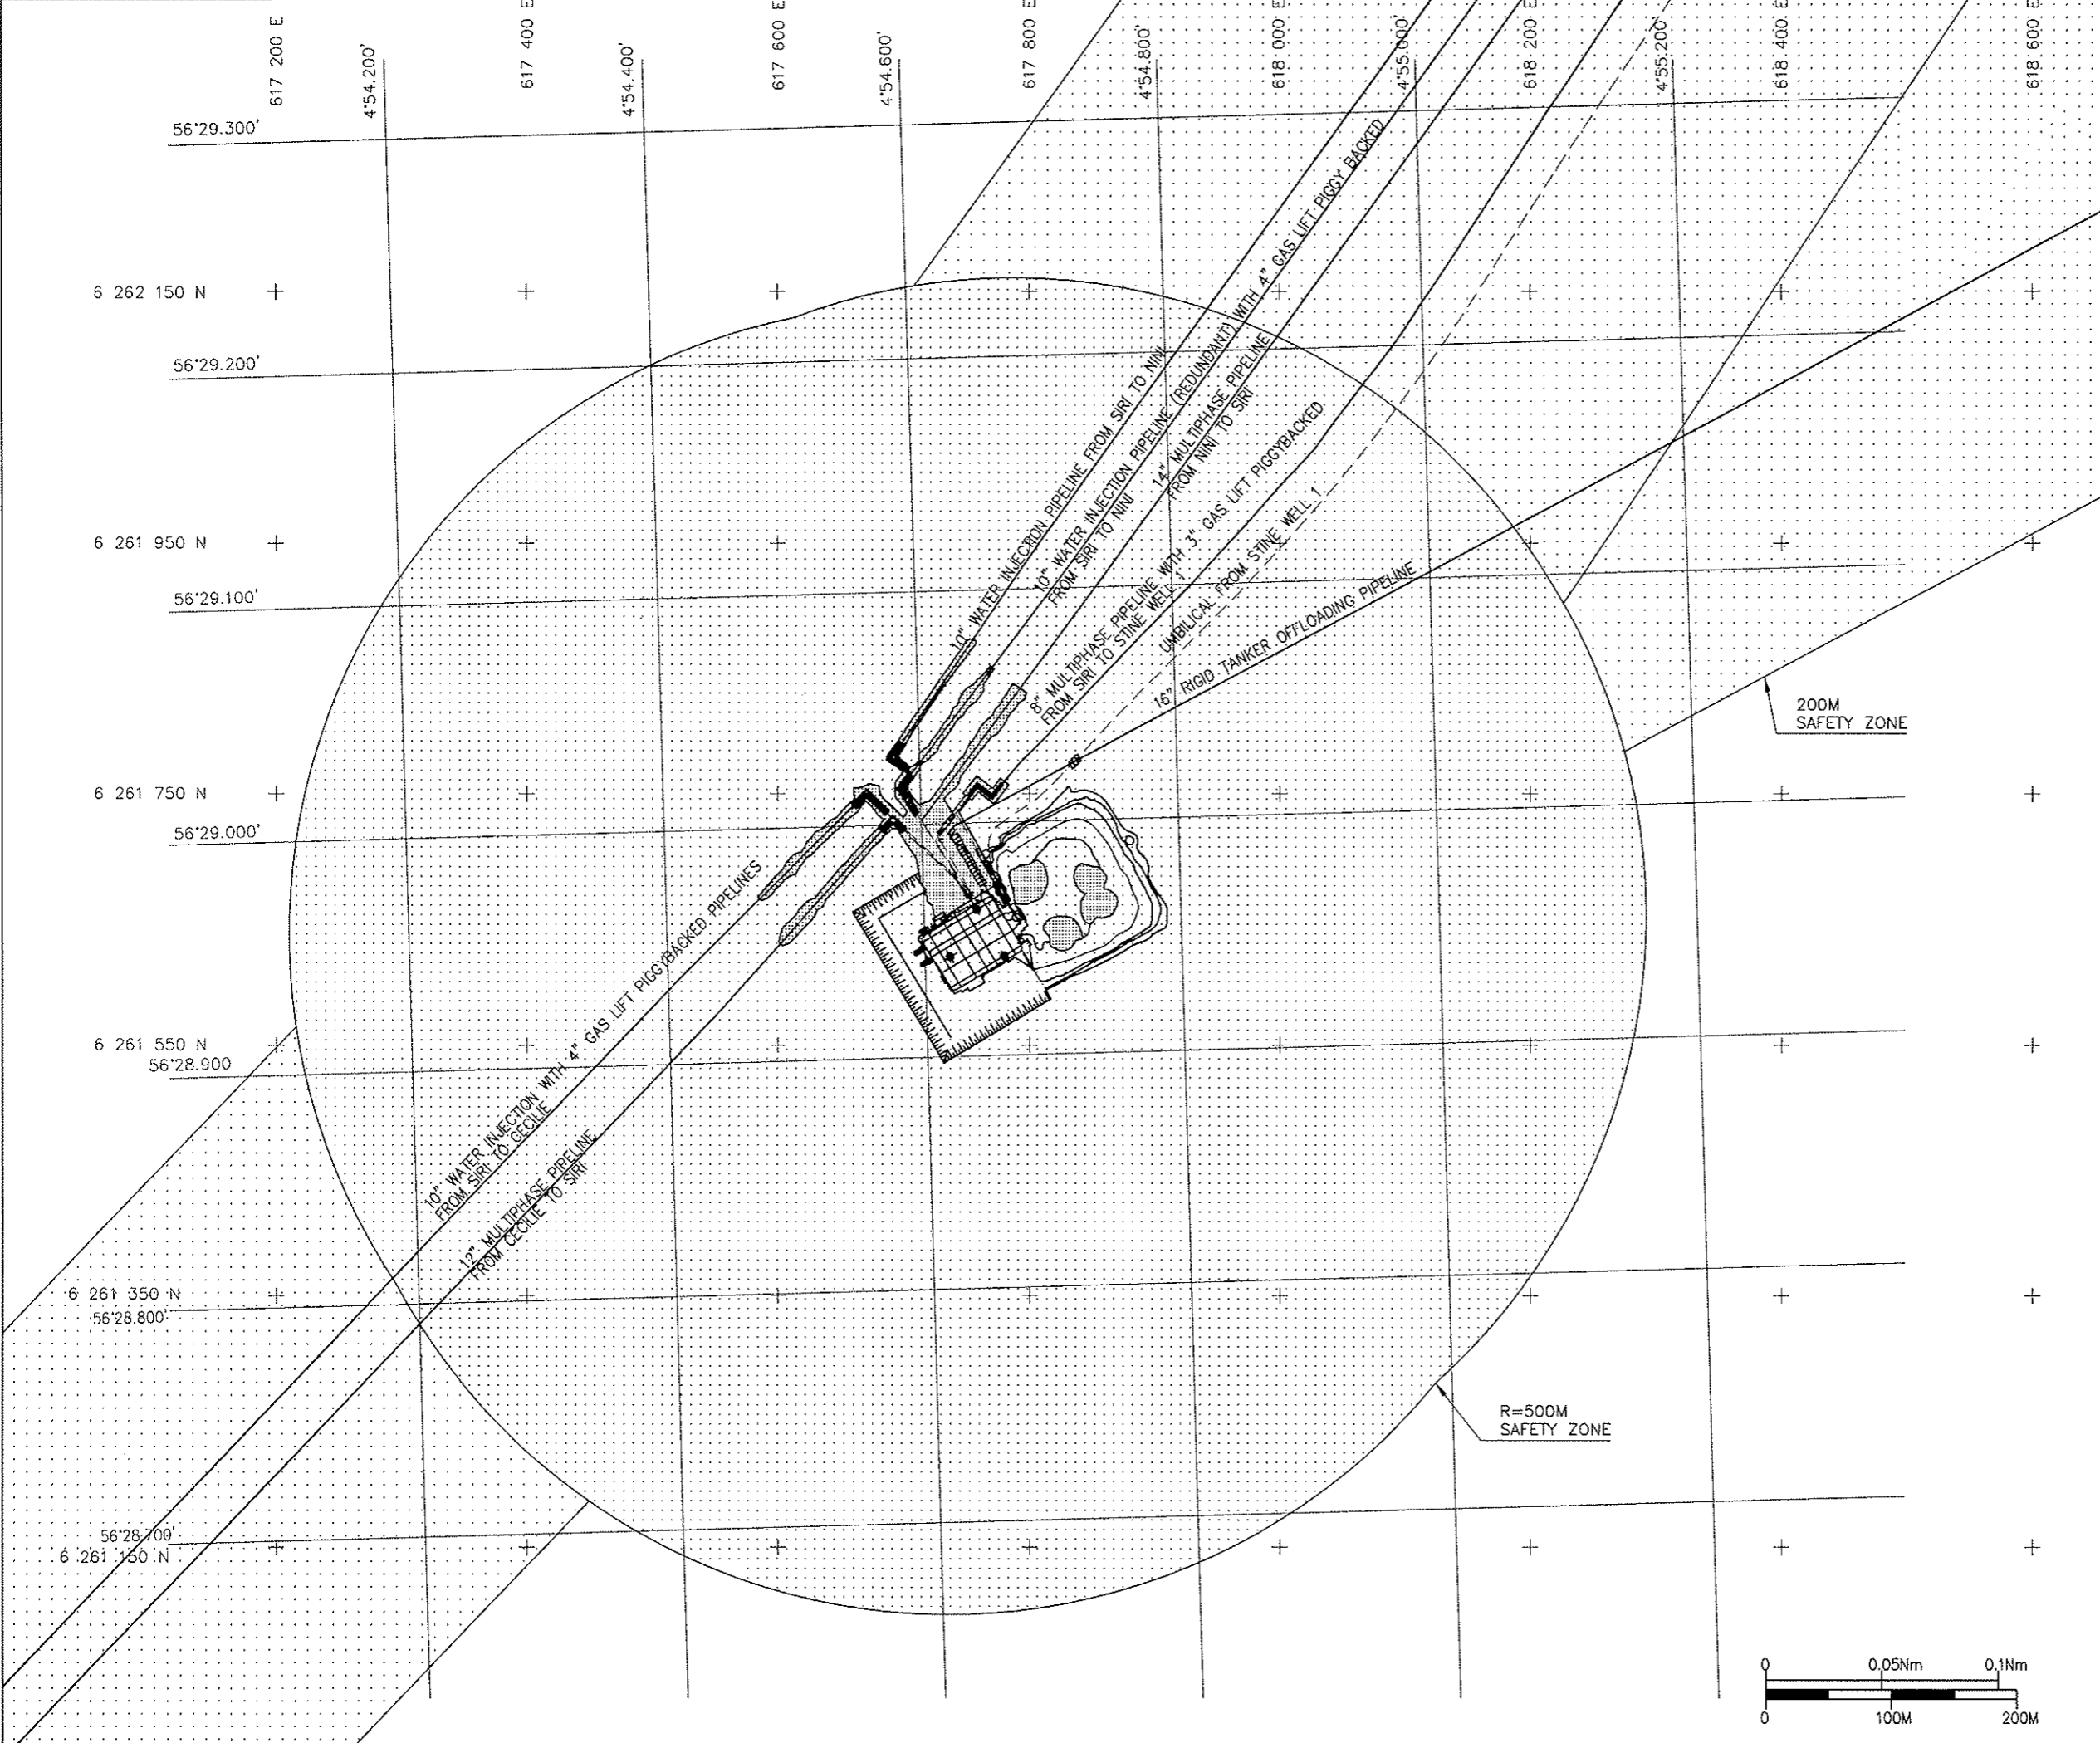 617 200 E
4°54.200'
617 400 E
4°54.400'
617 600 E
4°54.600'
617 800 E
4°54.800'
618 000 E
4°55.000'
618 200 E
4°55.200'
618 400 E
618 600 E
56°29.300'
6 262 150 N
56°29.200'
6 261 950 N
56°29.100'
6 261 750 N
56°29.000'
6 261 550 N
56°28.900
6 261 350 N
56°28.800'
56°28.700'
6 261 150 N
10" WATER INJECTION PIPELINE FROM SIRI TO NINI
10" WATER INJECTION PIPELINE (REDUNDANT) WITH 4" GAS LIFT PIGGY BACKED
FROM SIRI TO NINI
14" MULTIPHASE PIPELINE
FROM NINI TO SIRI
8" MULTIPHASE PIPELINE WITH 3" GAS LIFT PIGGYBACKED
FROM SIRI TO STINE WELL 1
UMBILICAL FROM STINE WELL 1
16" RIGID TANKER OFFLOADING PIPELINE
200M
SAFETY ZONE
10" WATER INJECTION WITH 4" GAS LIFT PIGGYBACKED PIPELINES
FROM SIRI TO CECILIE
12" MULTIPHASE PIPELINE
FROM CECILIE TO SIRI
R=500M
SAFETY ZONE
0 0.05Nm 0.1Nm
0 100M 200M